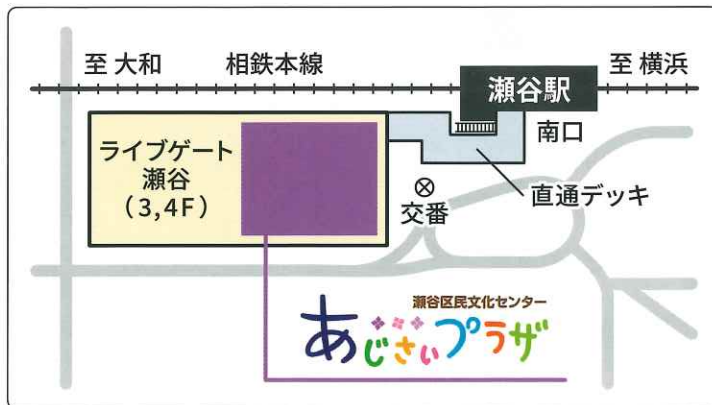 至 大和
相鉄本線
瀬谷駅
至 横浜
南口
ライブゲート
瀬谷
(3,4F)
直通デッキ
交番
瀬谷区民文化センター
あじさいプラザ